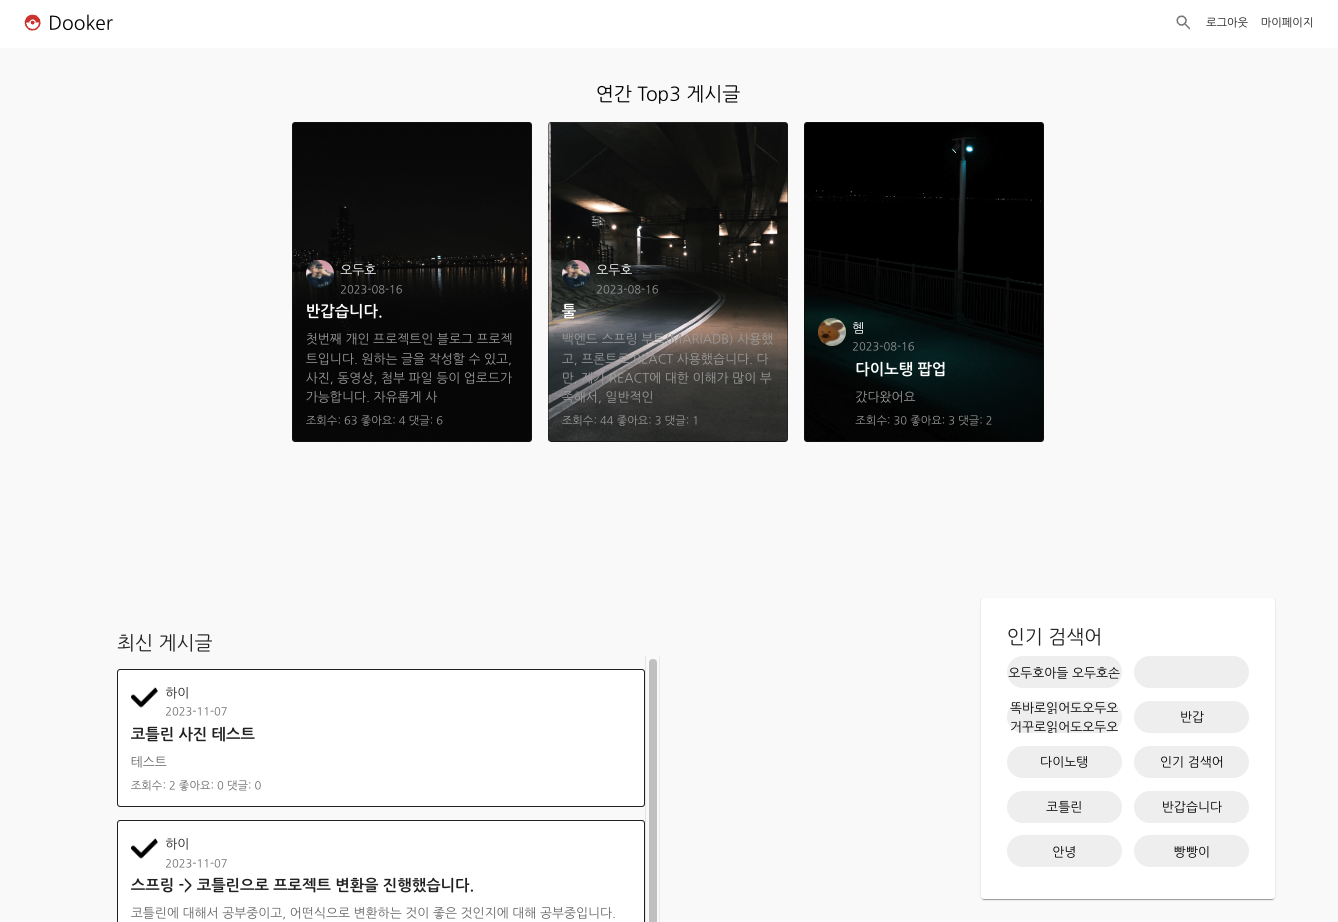 Dooker
로그아웃 마이페이지
연간 Top3 게시글
오두호
2023-08-16
반갑습니다.
첫번째 개인 프로젝트인 블로그 프로젝
트입니다. 원하는 글을 작성할 수 있고,
사진, 동영상, 첨부 파일 등이 업로드가
가능합니다. 자유롭게 사
조회수: 63 좋아요: 4 댓글: 6
오두호
2023-08-16
툴
백엔드 스프링 부트(MARIADB) 사용했
고, 프론트로 REACT 사용했습니다. 다
만, 제가 REACT에 대한 이해가 많이 부
족해서, 일반적인
조회수: 44 좋아요: 3 댓글: 1
헴
2023-08-16
다이노탱 팝업
갔다왔어요
조회수: 30 좋아요: 3 댓글: 2
최신 게시글
하이
2023-11-07
코틀린 사진 테스트
테스트
조회수: 2 좋아요: 0 댓글: 0
하이
2023-11-07
스프링 -> 코틀린으로 프로젝트 변환을 진행했습니다.
코틀린에 대해서 공부중이고, 어떤식으로 변환하는 것이 좋은 것인지에 대해 공부중입니다.
인기 검색어
오두호아들 오두호손
똑바로읽어도오두오
거꾸로읽어도오두오
반갑
다이노탱
인기 검색어
코틀린
반갑습니다
안녕
빵빵이